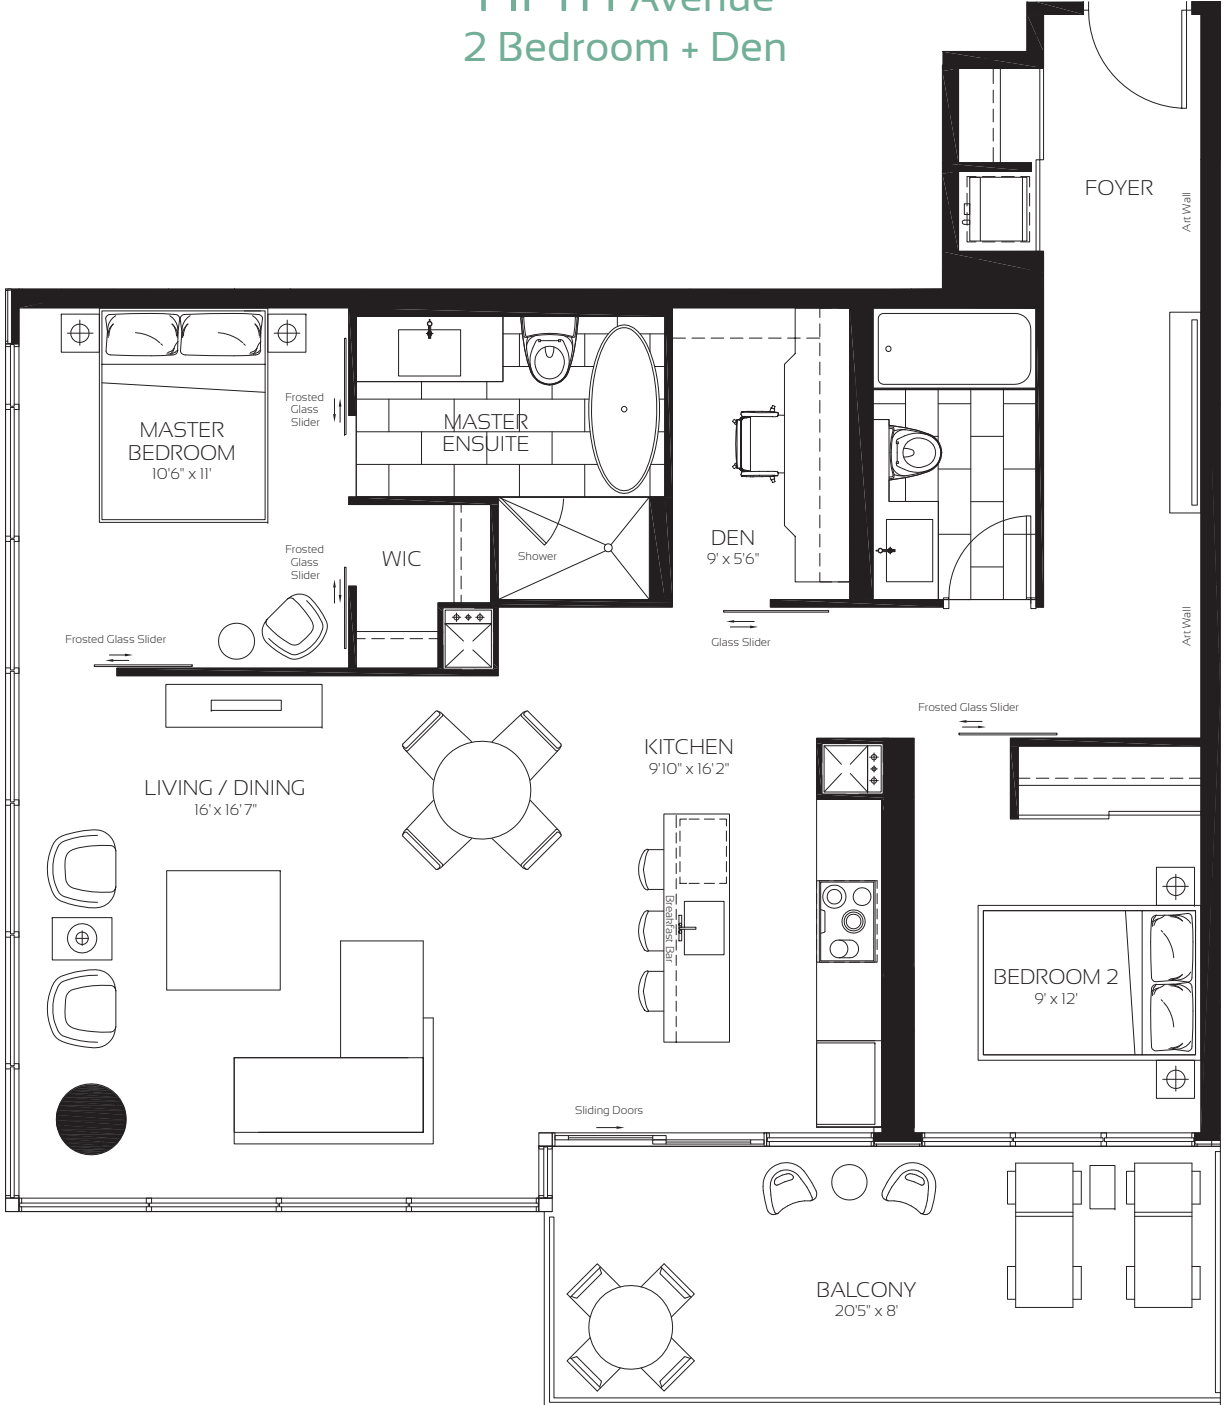 FIFTH Avenue
2 Bedroom + Den
FOYER
Art Wall
MASTER
BEDROOM
10'6" x 11'
Frosted
Glass
Slider
MASTER
ENSUITE
DEN
9' x 5'6"
Frosted
Glass
Slider
WIC
Shower
Frosted Glass Slider
Glass Slider
Art Wall
Frosted Glass Slider
KITCHEN
9'10" x 16'2"
LIVING / DINING
16' x 16'7"
Breakfast Bar
BEDROOM 2
9' x 12'
Sliding Doors
BALCONY
20'5" x 8'